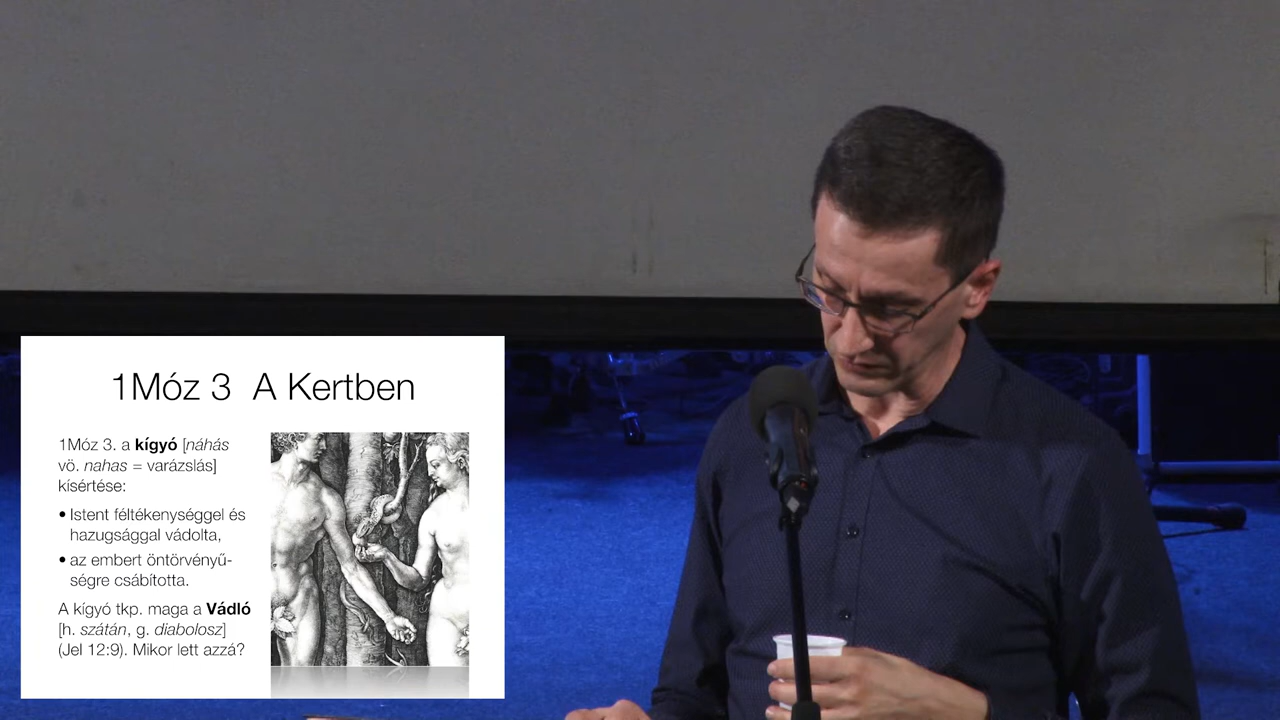 1Móz 3 A Kertben
1Móz 3. a kígyó [náhás
vö. nahas = varázslás]
kísértése:
• Istent féltékenységgel és
hazugsággal vádolta,
• az embert öntörvényű-
ségre csábította.
A kígyó tkp. maga a Vádló
[h. szátán, g. diabolosz]
(Jel 12:9). Mikor lett azzá?